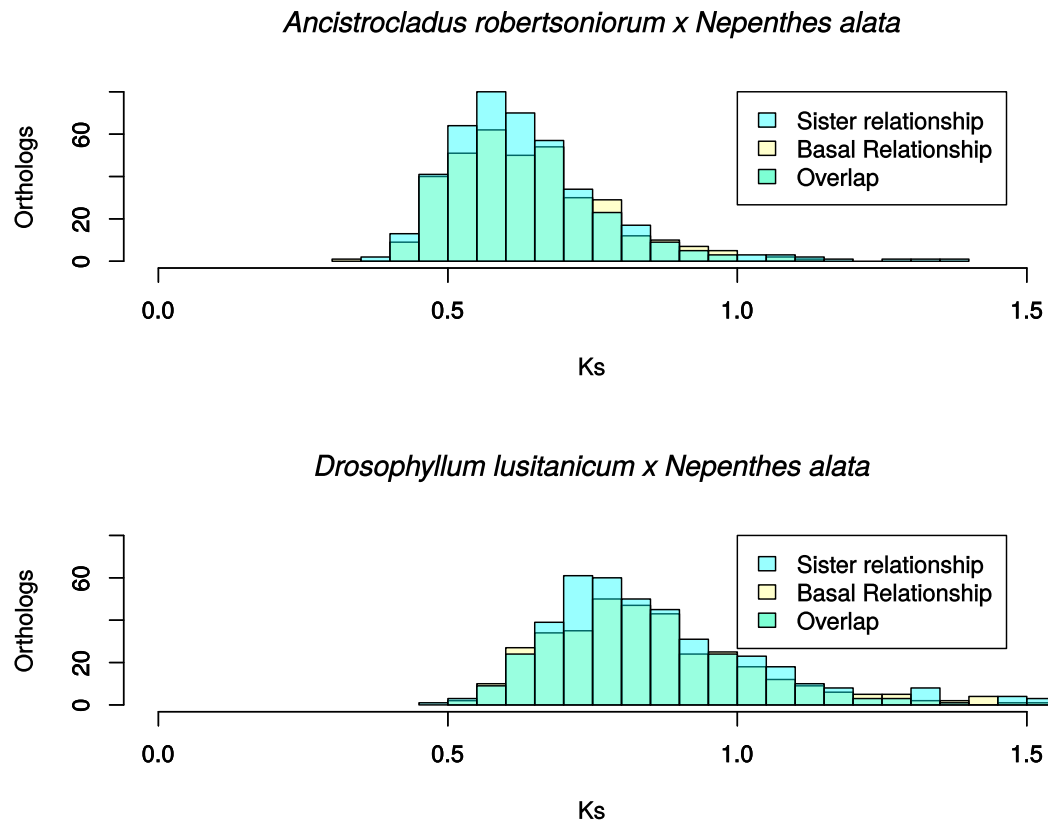 Ancistrocladus robertsoniorum x Nepenthes alata
Orthologs
60
20
0
Sister relationship
Basal Relationship
Overlap
0.0 0.5 1.0 1.5
Ks
Drosophyllum lusitanicum x Nepenthes alata
Orthologs
60
20
0
Sister relationship
Basal Relationship
Overlap
0.0 0.5 1.0 1.5
Ks